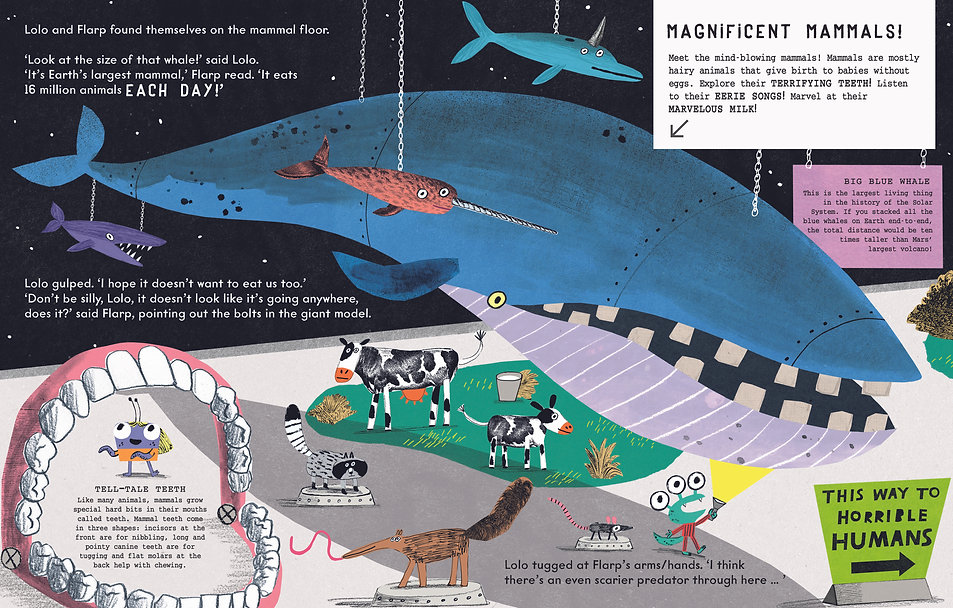 Lolo and Flarp found themselves on the mammal floor.
‘Look at the size of that whale!’ said Lolo.
‘It’s Earth’s largest mammal,’ Flarp read. ‘It eats
16 million animals EACH DAY!’
MAGNiFiCENT MAMMALS!
Meet the mind-blowing mammals! Mammals are mostly
hairy animals that give birth to babies without
eggs. Explore their TERRIFYING TEETH! Listen
to their EERIE SONGS! Marvel at their
MARVELOUS MILK!
BIG BLUE WHALE
This is the largest living thing
in the history of the Solar
System. If you stacked all the
blue whales on Earth end-to-end,
the total distance would be ten
times taller than Mars’
largest volcano!
Lolo gulped. ‘I hope it doesn’t want to eat us too.’
‘Don’t be silly, Lolo, it doesn’t look like it’s going anywhere,
does it?’ said Flarp, pointing out the bolts in the giant model.
TELL-TALE TEETH
Like many animals, mammals grow
special hard bits in their mouths
called teeth. Mammal teeth come
in three shapes: incisors at the
front are for nibbling, long and
pointy canine teeth are for
tugging and flat molars at the
back help with chewing.
Lolo tugged at Flarp’s arms/hands. ‘I think
there’s an even scarier predator through here ... ’
THIS WAY TO
HORRIBLE
HUMANS